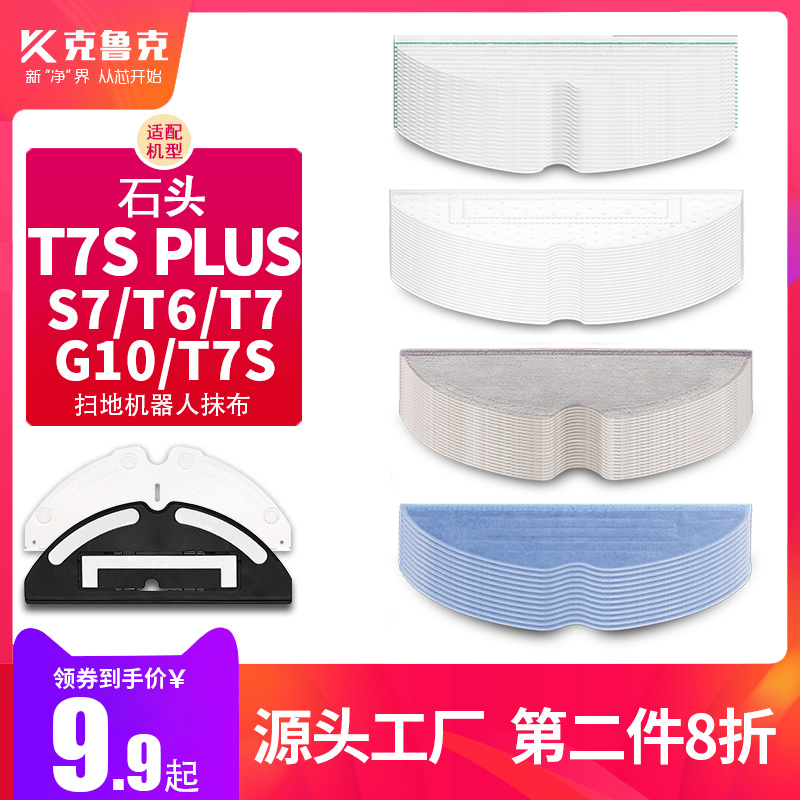 K克鲁克
新"净"界 从芯开始
适配
机型
石头
T7S PLUS
S7/T6/T7
G10/T7S
扫地机器人抹布
领券到手价¥
9.9起
源头工厂 第二件8折